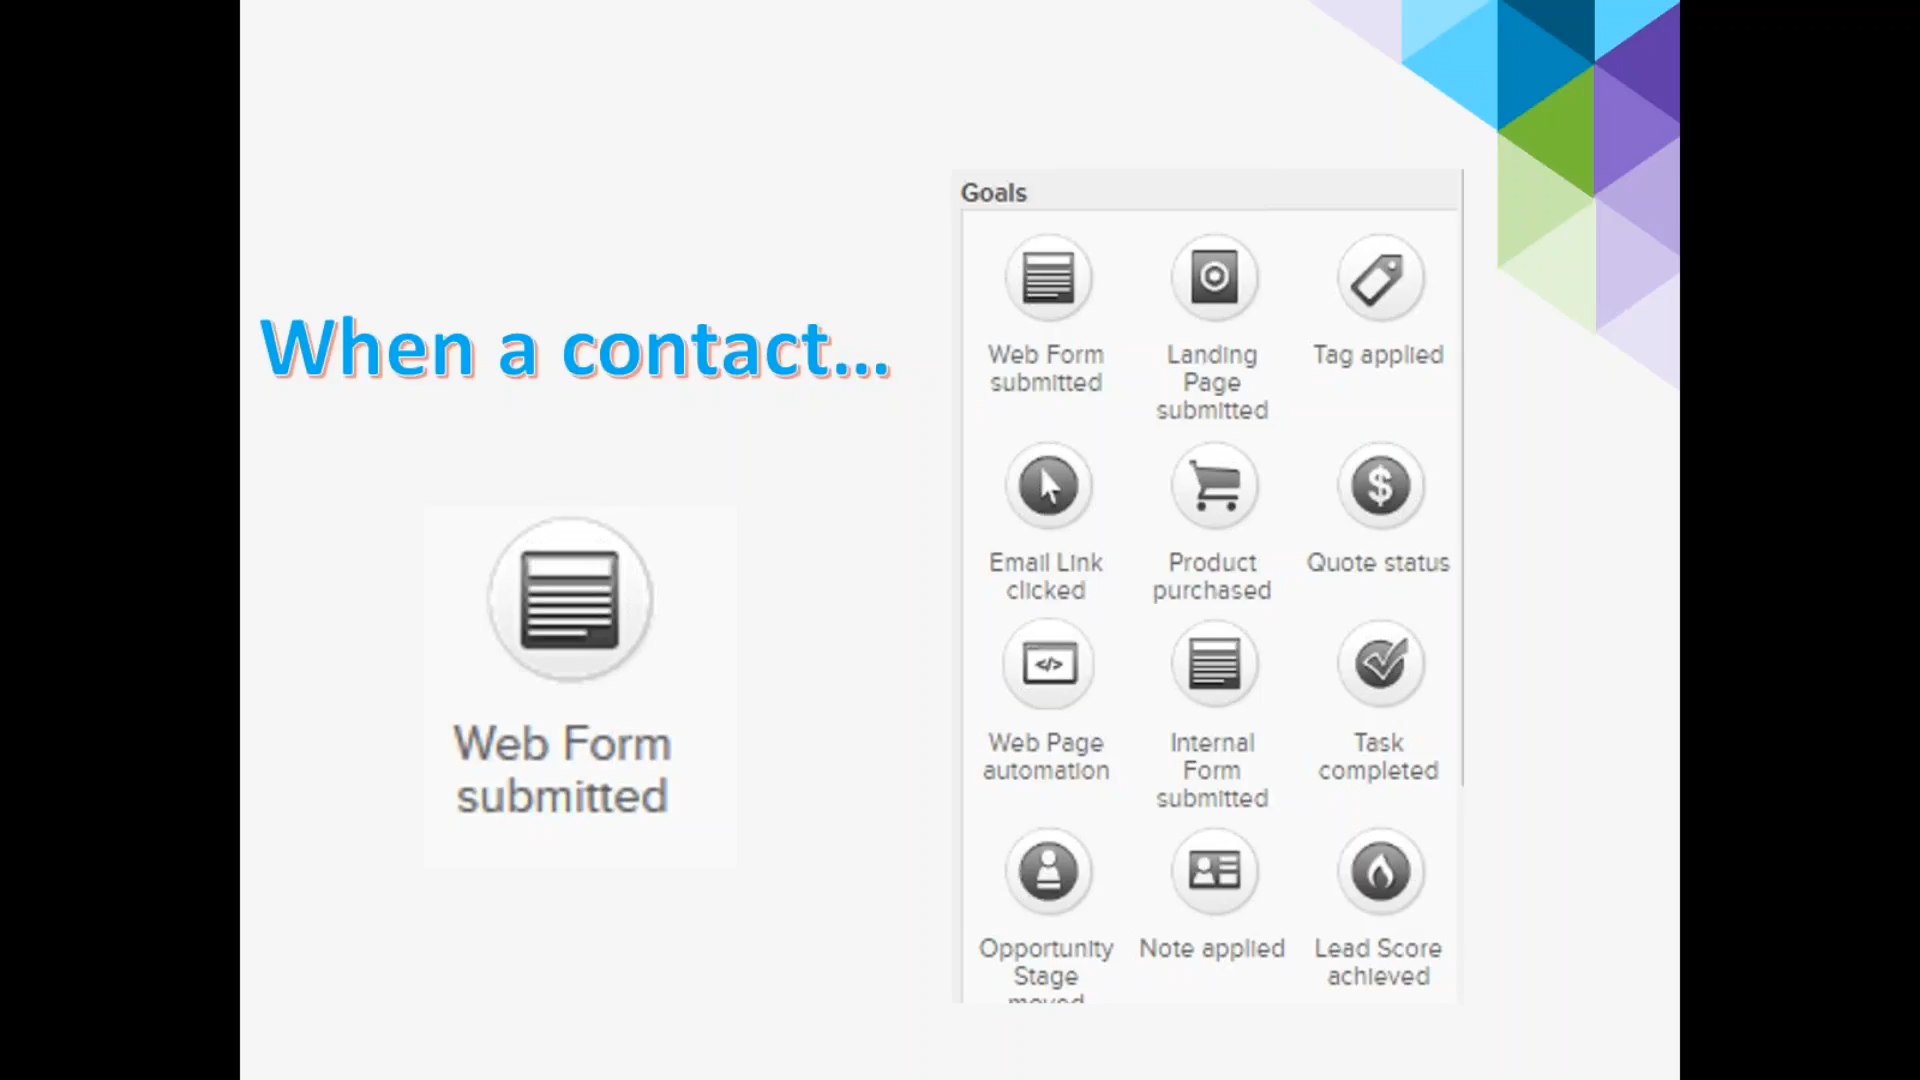 When a contact...
Web Form
submitted
Goals
Web Form
submitted
Landing
Page
submitted
Tag applied
Email Link
clicked
Product
purchased
Quote status
Web Page
automation
Internal
Form
submitted
Task
completed
Opportunity
Stage
moved
Note applied
Lead Score
achieved